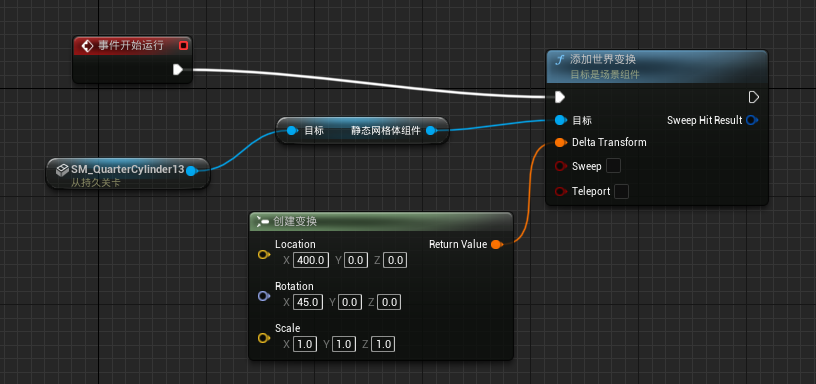 事件开始运行
添加世界变换
目标是场景组件
目标 静态网格体组件
目标 Sweep Hit Result
Delta Transform
Sweep
Teleport
SM_QuarterCylinder13
从持久关卡
创建变换
Location Return Value
X 400.0 Y 0.0 Z 0.0
Rotation
X 45.0 Y 0.0 Z 0.0
Scale
X 1.0 Y 1.0 Z 1.0